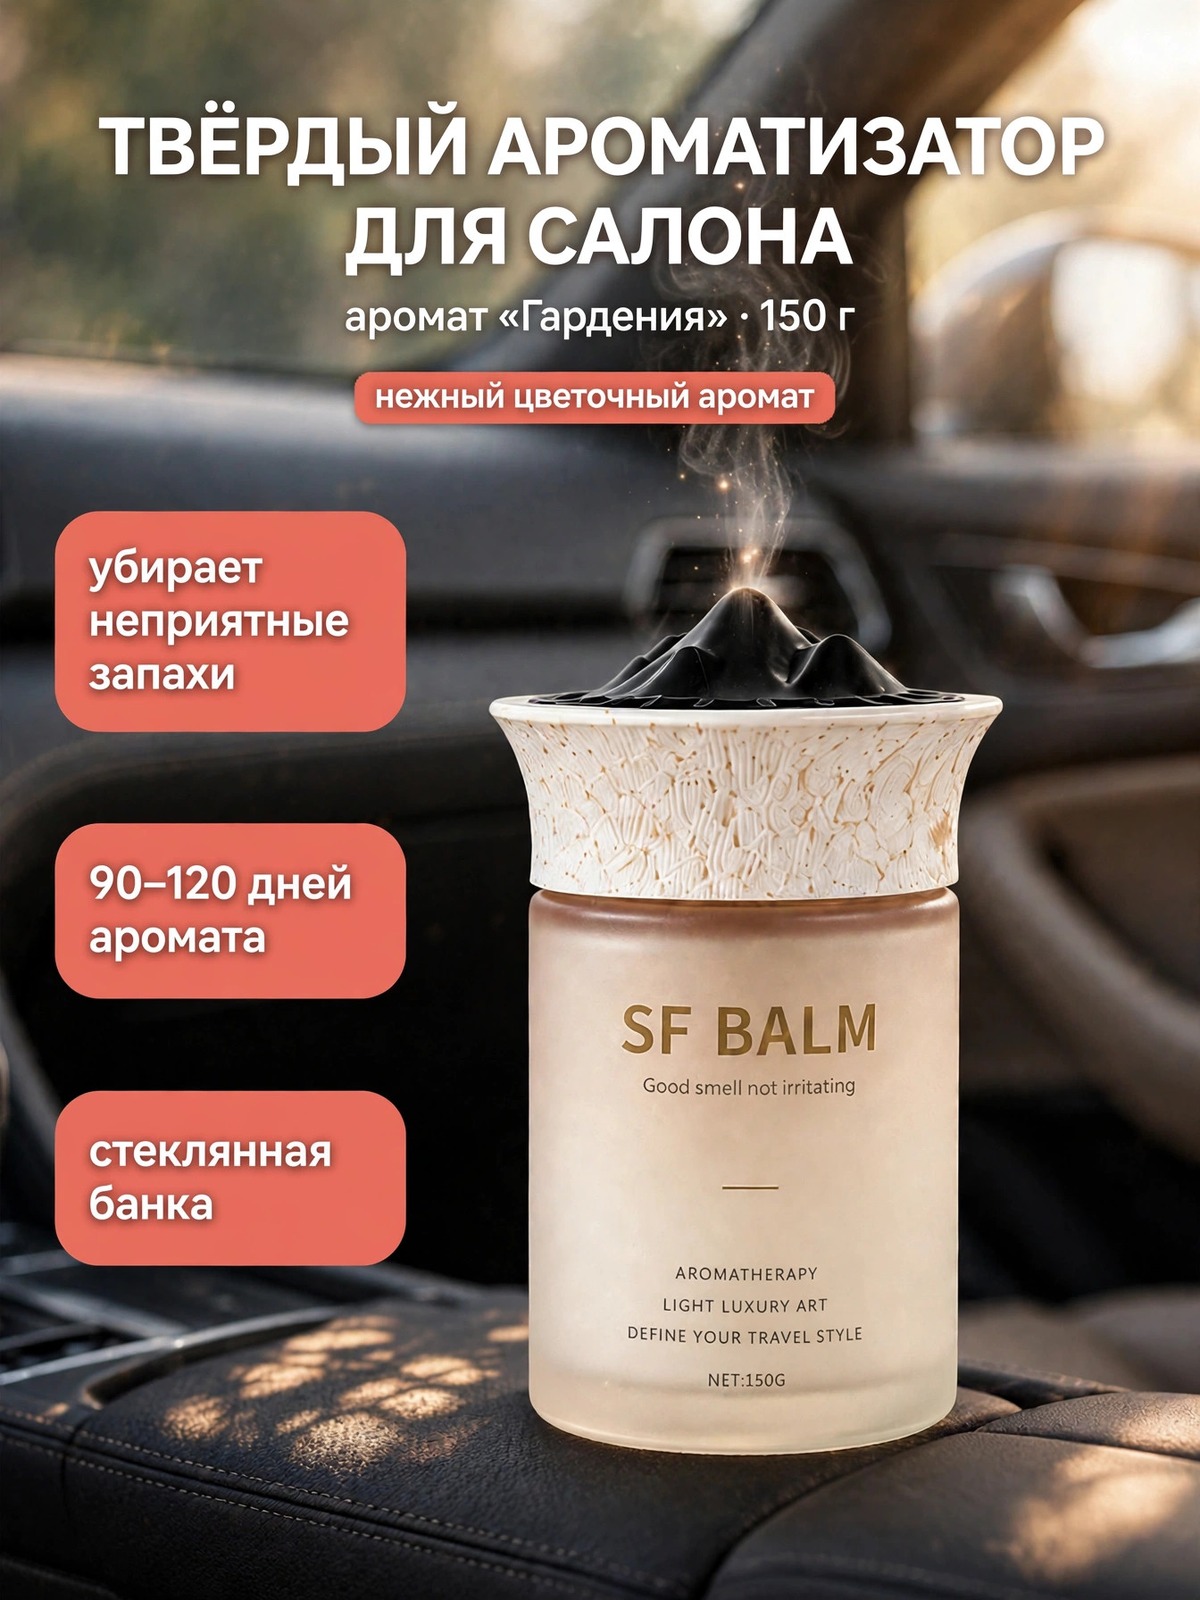 ТВЁРДЫЙ АРОМАТИЗАТОР
ДЛЯ САЛОНА
аромат «Гардения» · 150 г
нежный цветочный аромат
убирает
неприятные
запахи
90–120 дней
аромата
стеклянная
банка
SF BALM
Good smell not irritating
AROMATHERAPY
LIGHT LUXURY ART
DEFINE YOUR TRAVEL STYLE
NET:150G